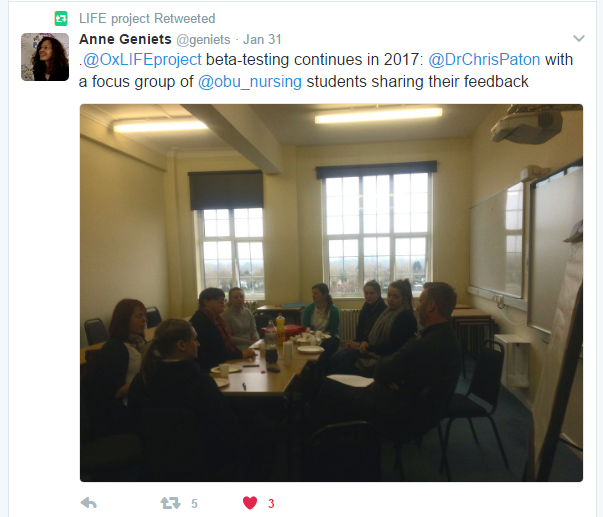 LIFE project Retweeted
Anne Geniets @geniets · Jan 31
.@OxLIFEproject beta-testing continues in 2017: @DrChrisPaton with
a focus group of @obu_nursing students sharing their feedback
5 3